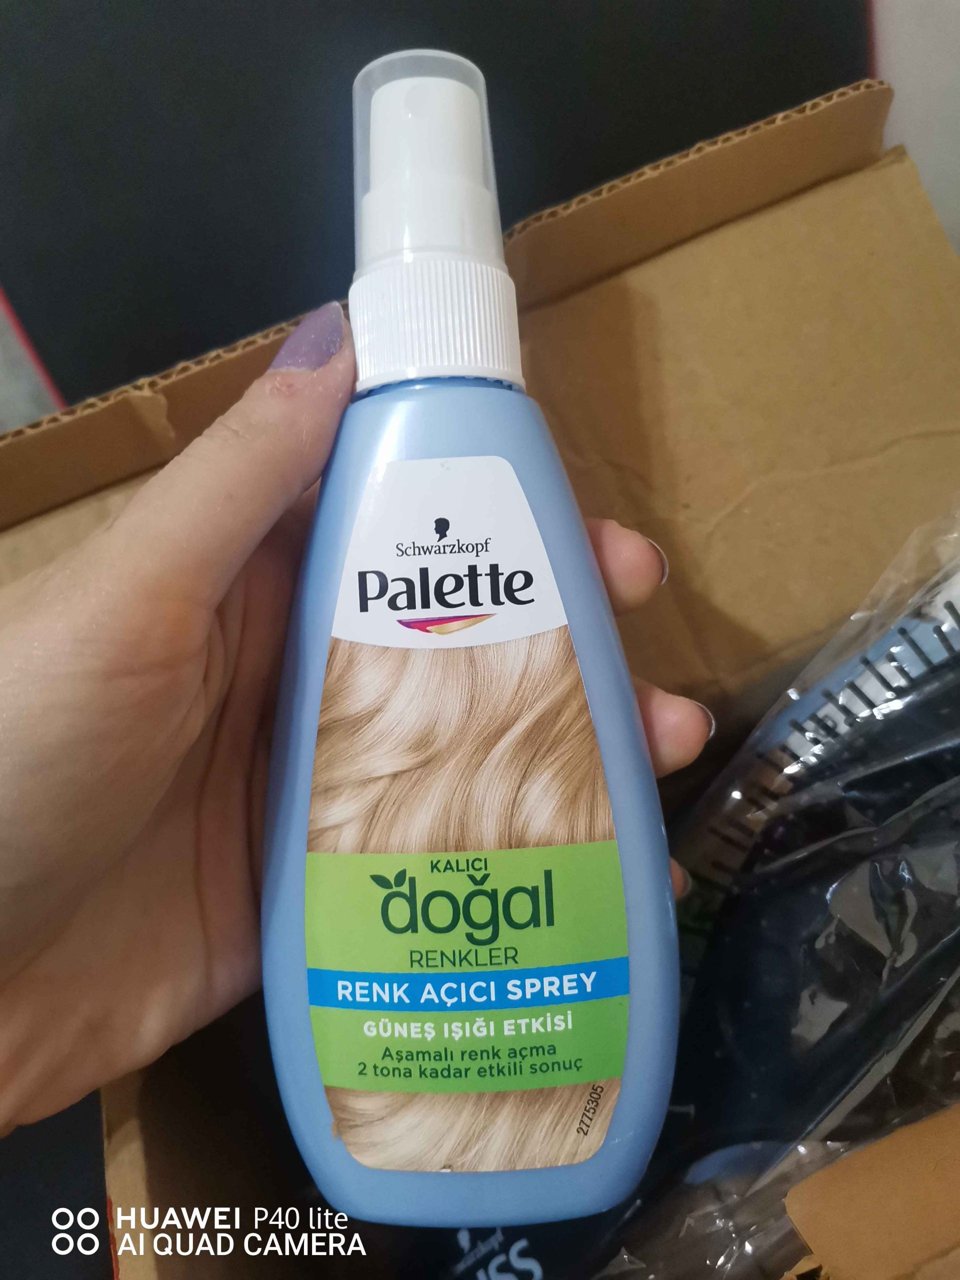 Schwarzkopf
Palette
KALICI
doğal
RENKLER
RENK AÇICI SPREY
GÜNEŞ IŞIĞI ETKİSİ
Aşamalı renk açma
2 tona kadar etkili sonuç
2775305
HUAWEI P40 lite
AI QUAD CAMERA